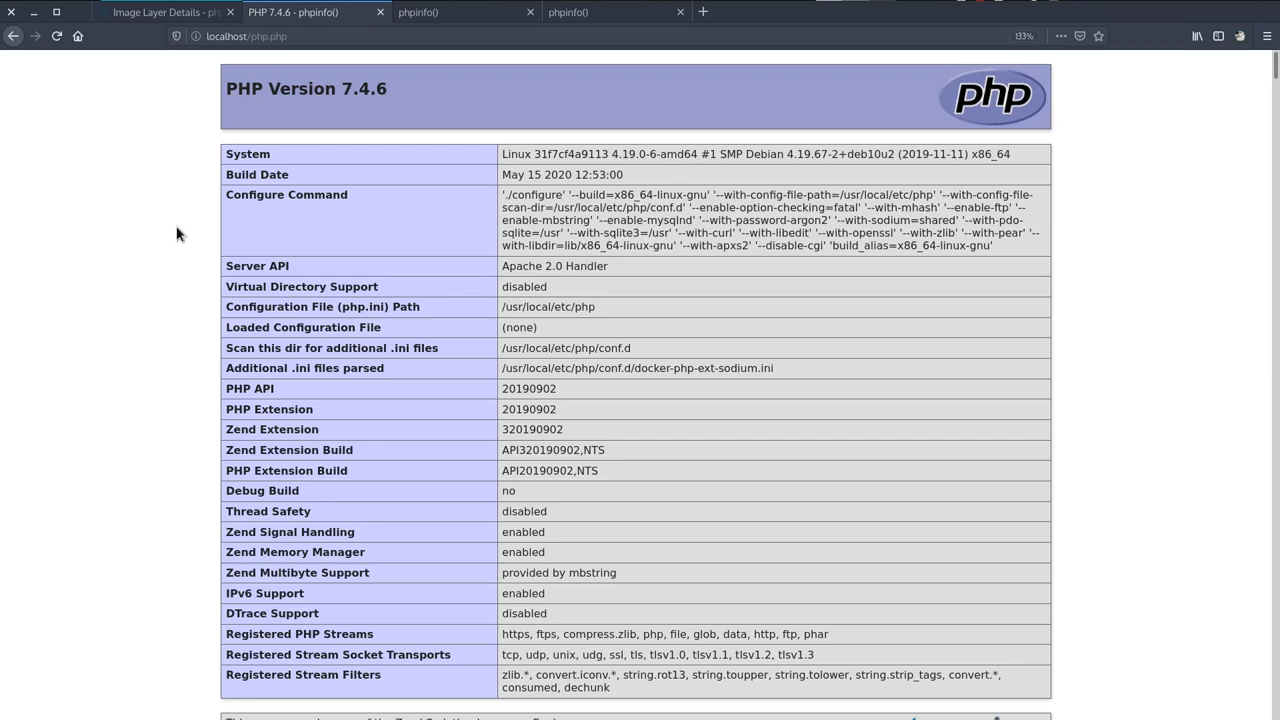 Image Layer Details - ph
PHP 7.4.6 - phpinfo()
phpinfo()
phpinfo()
localhost/php.php
133%
PHP Version 7.4.6
php
System
Linux 31f7cf4a9113 4.19.0-6-amd64 #1 SMP Debian 4.19.67-2+deb10u2 (2019-11-11) x86_64
Build Date
May 15 2020 12:53:00
Configure Command
'./configure' '--build=x86_64-linux-gnu' '--with-config-file-path=/usr/local/etc/php' '--with-config-file-
scan-dir=/usr/local/etc/php/conf.d' '--enable-option-checking=fatal' '--with-mhash' '--enable-ftp' '--
enable-mbstring' '--enable-mysqlnd' '--with-password-argon2' '--with-sodium=shared' '--with-pdo-
sqlite=/usr' '--with-sqlite3=/usr' '--with-curl' '--with-libedit' '--with-openssl' '--with-zlib' '--with-pear' '--
with-libdir=lib/x86_64-linux-gnu' '--with-apxs2' '--disable-cgi' 'build_alias=x86_64-linux-gnu'
Server API
Apache 2.0 Handler
Virtual Directory Support
disabled
Configuration File (php.ini) Path
/usr/local/etc/php
Loaded Configuration File
(none)
Scan this dir for additional .ini files
/usr/local/etc/php/conf.d
Additional .ini files parsed
/usr/local/etc/php/conf.d/docker-php-ext-sodium.ini
PHP API
20190902
PHP Extension
20190902
Zend Extension
320190902
Zend Extension Build
API320190902,NTS
PHP Extension Build
API20190902,NTS
Debug Build
no
Thread Safety
disabled
Zend Signal Handling
enabled
Zend Memory Manager
enabled
Zend Multibyte Support
provided by mbstring
IPv6 Support
enabled
DTrace Support
disabled
Registered PHP Streams
https, ftps, compress.zlib, php, file, glob, data, http, ftp, phar
Registered Stream Socket Transports
tcp, udp, unix, udg, ssl, tls, tlsv1.0, tlsv1.1, tlsv1.2, tlsv1.3
Registered Stream Filters
zlib.*, convert.iconv.*, string.rot13, string.toupper, string.tolower, string.strip_tags, convert.*,
consumed, dechunk